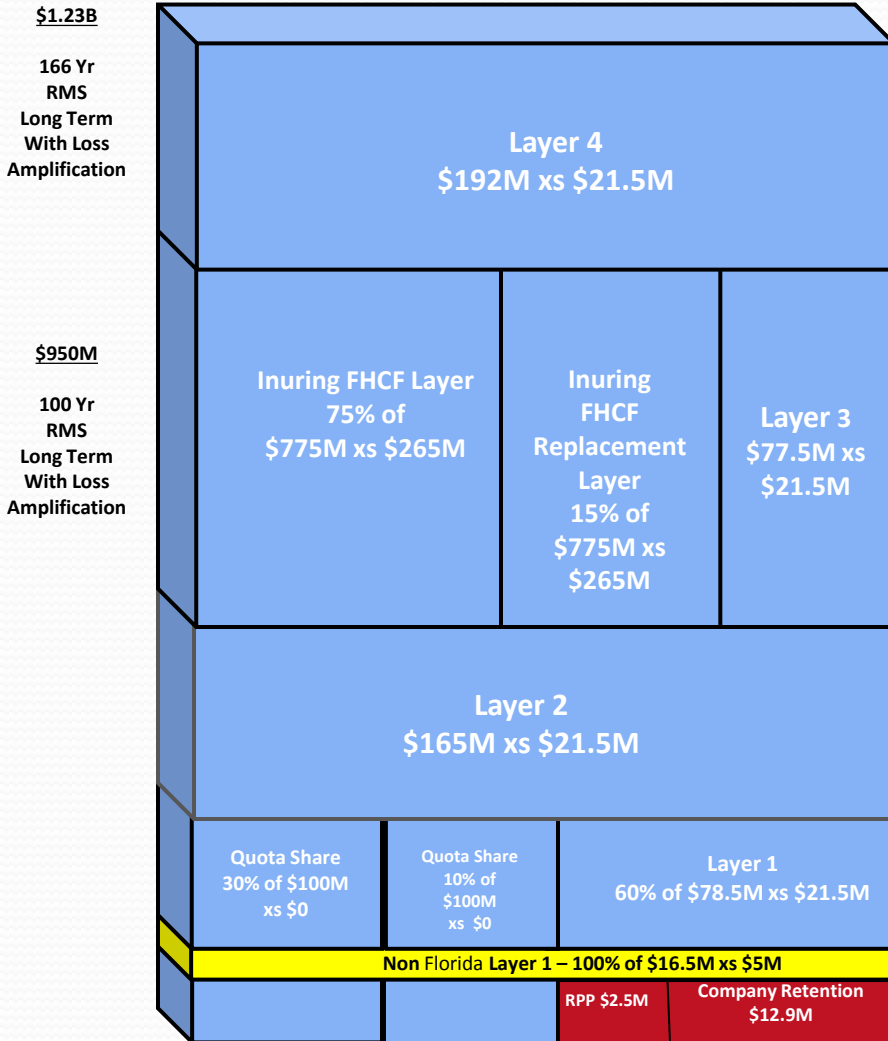 $1.23B
166 Yr
RMS
Long Term
With Loss
Amplification
Layer 4
$192M xs $21.5M
$950M
100 Yr
RMS
Long Term
With Loss
Amplification
Inuring FHCF Layer
75% of
$775M xs $265M
Inuring
FHCF
Replacement
Layer
15% of
$775M xs
$265M
Layer 3
$77.5M xs
$21.5M
Layer 2
$165M xs $21.5M
Quota Share
30% of $100M
xs $0
Quota Share
10% of
$100M
xs $0
Layer 1
60% of $78.5M xs $21.5M
Non Florida Layer 1 – 100% of $16.5M xs $5M
RPP $2.5M
Company Retention
$12.9M